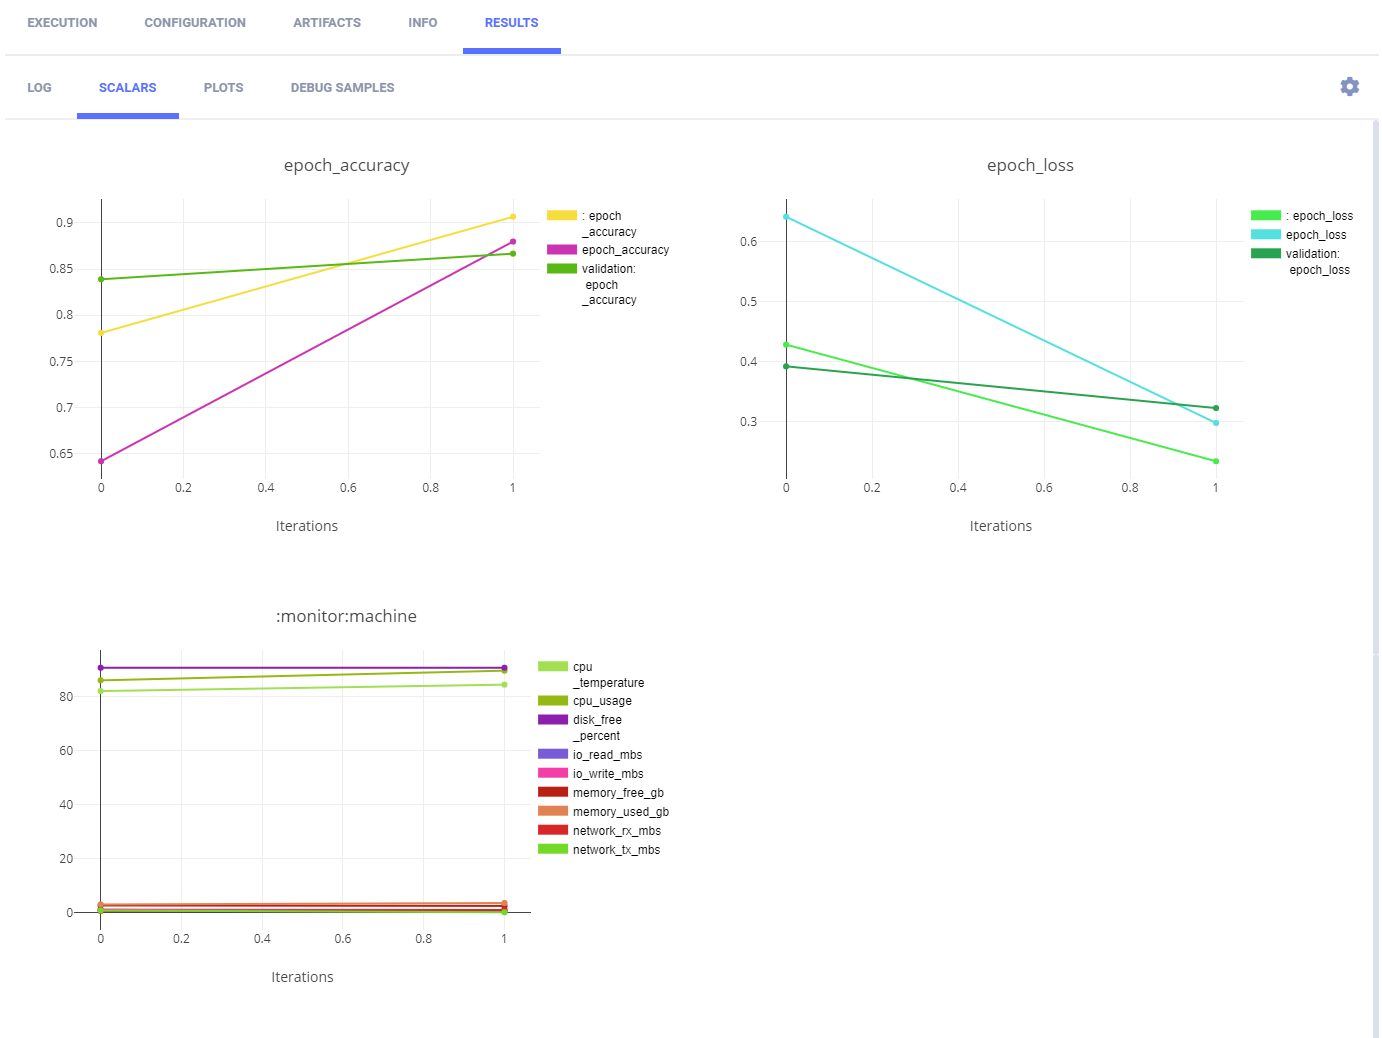 EXECUTION CONFIGURATION ARTIFACTS INFO RESULTS
LOG SCALARS PLOTS DEBUG SAMPLES
epoch_accuracy
0.9
0.85
0.8
0.75
0.7
0.65
0 0.2 0.4 0.6 0.8 1
Iterations
: epoch
_accuracy
epoch_accuracy
validation:
epoch
_accuracy
epoch_loss
0.6
0.5
0.4
0.3
0 0.2 0.4 0.6 0.8 1
Iterations
: epoch_loss
epoch_loss
validation:
epoch_loss
:monitor:machine
80
60
40
20
0
0 0.2 0.4 0.6 0.8 1
Iterations
cpu
_temperature
cpu_usage
disk_free
_percent
io_read_mbs
io_write_mbs
memory_free_gb
memory_used_gb
network_rx_mbs
network_tx_mbs